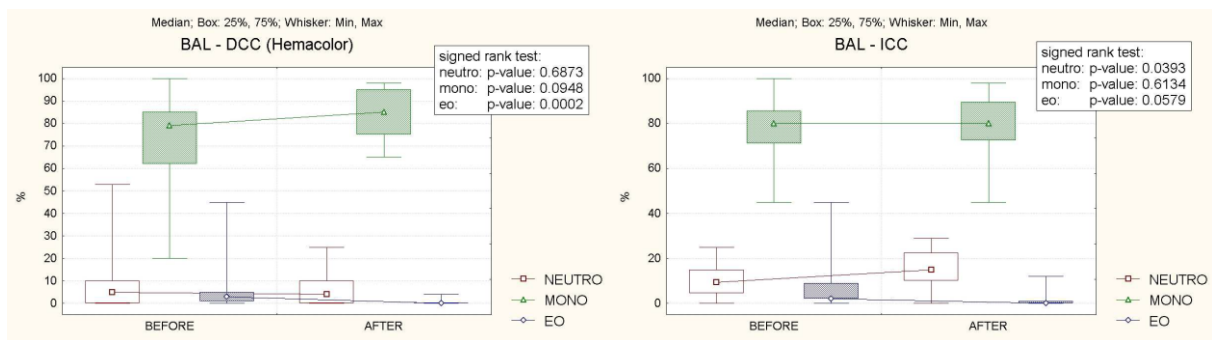 Median; Box: 25%, 75%; Whisker: Min, Max
BAL - DCC (Hemacolor)
signed rank test:
neutro: p-value: 0.6873
mono: p-value: 0.0948
eo: p-value: 0.0002
100
90
80
70
60
50
40
30
20
10
0
%
BEFORE
AFTER
NEUTRO
MONO
EO
Median; Box: 25%, 75%; Whisker: Min, Max
BAL - ICC
signed rank test:
neutro: p-value: 0.0393
mono: p-value: 0.6134
eo: p-value: 0.0579
100
80
60
40
20
0
%
BEFORE
AFTER
NEUTRO
MONO
EO